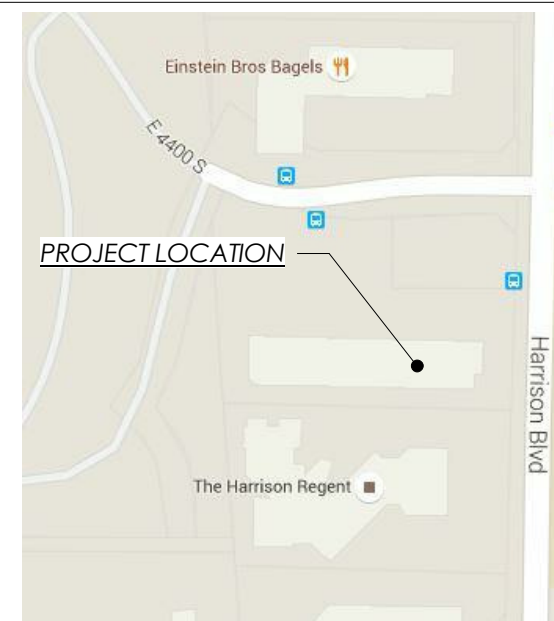 Einstein Bros Bagels
E 4400 S
PROJECT LOCATION
Harrison Blvd
The Harrison Regent